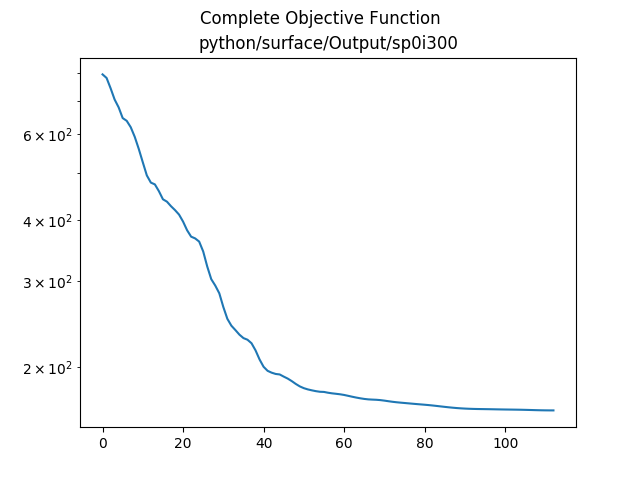 Complete Objective Function
python/surface/Output/sp0i300
6 × 10²
4 × 10²
3 × 10²
2 × 10²
0 20 40 60 80 100